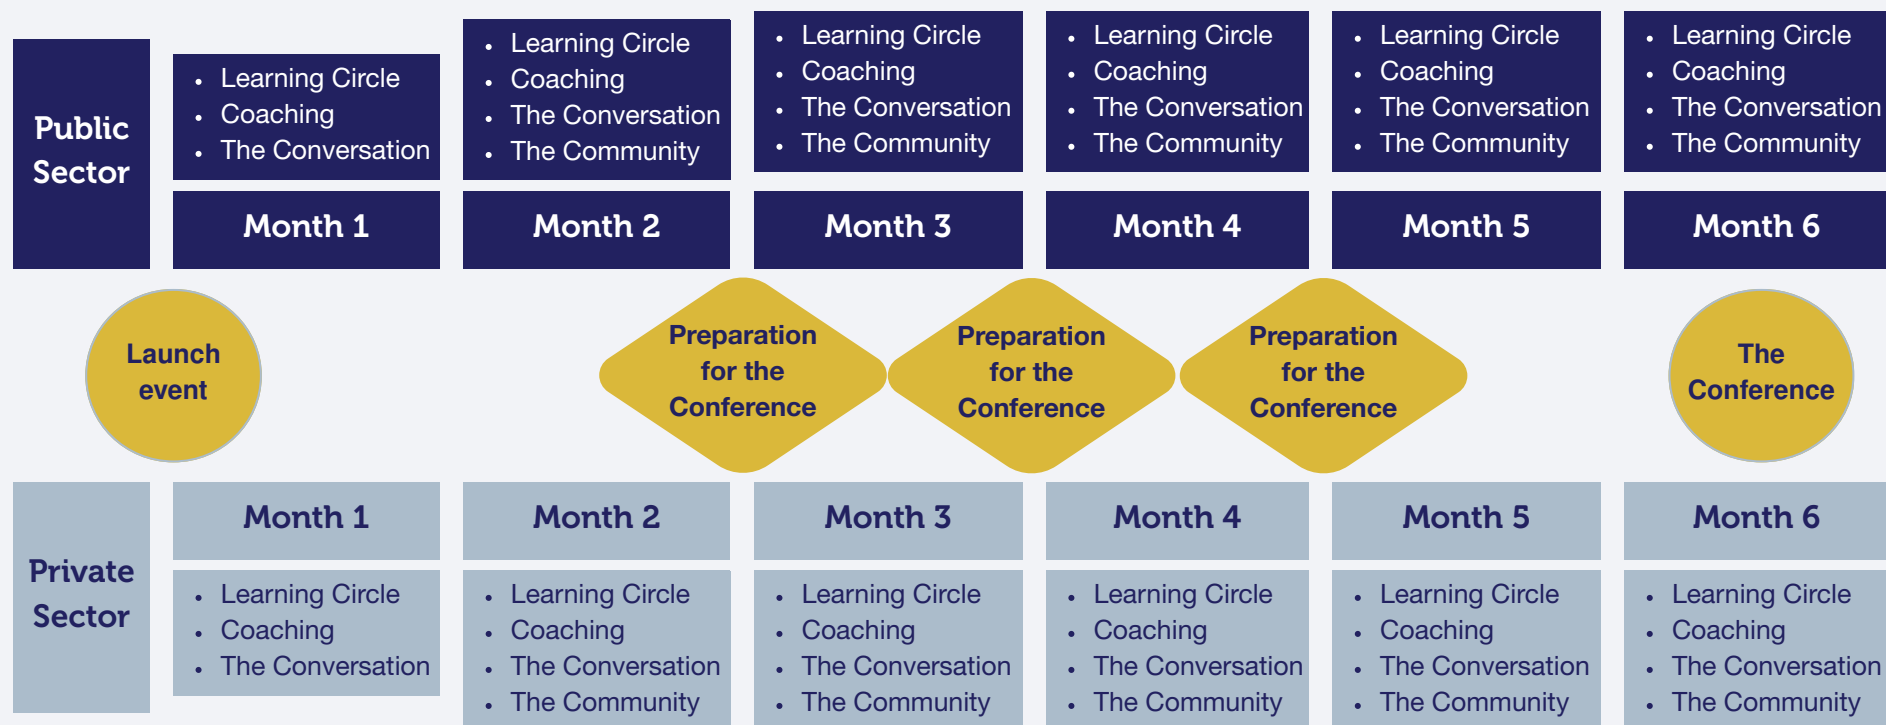 Public
Sector
• Learning Circle
• Coaching
• The Conversation
Month 1
• Learning Circle
• Coaching
• The Conversation
• The Community
Month 2
• Learning Circle
• Coaching
• The Conversation
• The Community
Month 3
• Learning Circle
• Coaching
• The Conversation
• The Community
Month 4
• Learning Circle
• Coaching
• The Conversation
• The Community
Month 5
• Learning Circle
• Coaching
• The Conversation
• The Community
Month 6
Launch
event
Preparation
for the
Conference
Preparation
for the
Conference
Preparation
for the
Conference
The
Conference
Private
Sector
Month 1
• Learning Circle
• Coaching
• The Conversation
Month 2
• Learning Circle
• Coaching
• The Conversation
• The Community
Month 3
• Learning Circle
• Coaching
• The Conversation
• The Community
Month 4
• Learning Circle
• Coaching
• The Conversation
• The Community
Month 5
• Learning Circle
• Coaching
• The Conversation
• The Community
Month 6
• Learning Circle
• Coaching
• The Conversation
• The Community